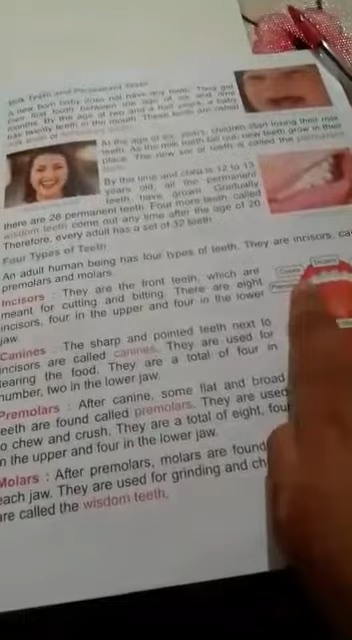 Milk Teeth and Permanent Teeth
A new born baby does not have any teeth. They get
their first tooth between the age of six and nine
months. By the age of two and a half years, a baby
has twenty teeth in the mouth. These teeth are called
milk teeth or
At the age of six years, children start losing their milk
teeth. As the milk teeth fall out, new teeth grow in their
place. The new set of teeth is called the permanent
teeth.
By the time and child is 12 to 13
years old, all the permanent
teeth, have grown. Gradually
there are 28 permanent teeth. Four more teeth called
wisdom teeth come out any time after the age of 20.
Therefore, every adult has a set of 32 teeth.
Four Types of Teeth
An adult human being has four types of teeth. They are incisors, ca
premolars and molars.
Incisors : They are the front teeth, which are
meant for cutting and bitting. There are eight
incisors, four in the upper and four in the lower
jaw.
Canines : The sharp and pointed teeth next to
incisors are called canines. They are used for
tearing the food. They are a total of four in
number, two in the lower jaw.
Premolars : After canine, some flat and broad
teeth are found called premolars. They are used
o chew and crush. They are a total of eight, four
n the upper and four in the lower jaw.
Molars : After premolars, molars are found
each jaw. They are used for grinding and ch
are called the wisdom teeth.
Incisors
Canines
Premolars